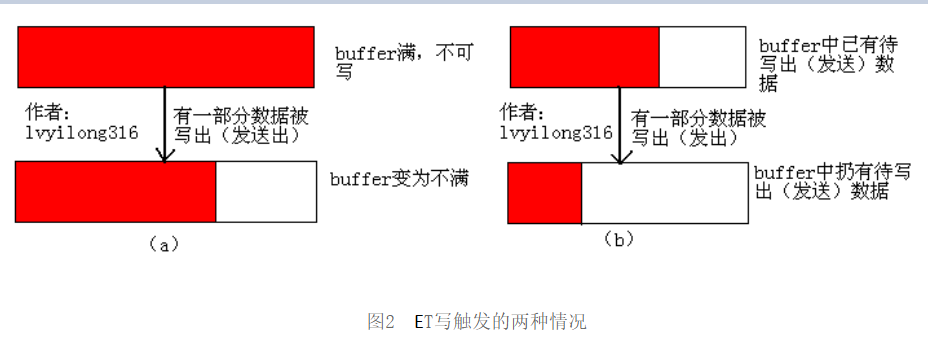 buffer满，不可
写
作者:
lvyilong316
有一部分数据被
写出（发送出）
buffer变为不满
（a）
buffer中已有待
写出（发送）数
据
作者:
lvyilong316
有一部分数据被
写出（发出）
buffer中扔有待写
出（发送）数据
（b）
图2 ET写触发的两种情况